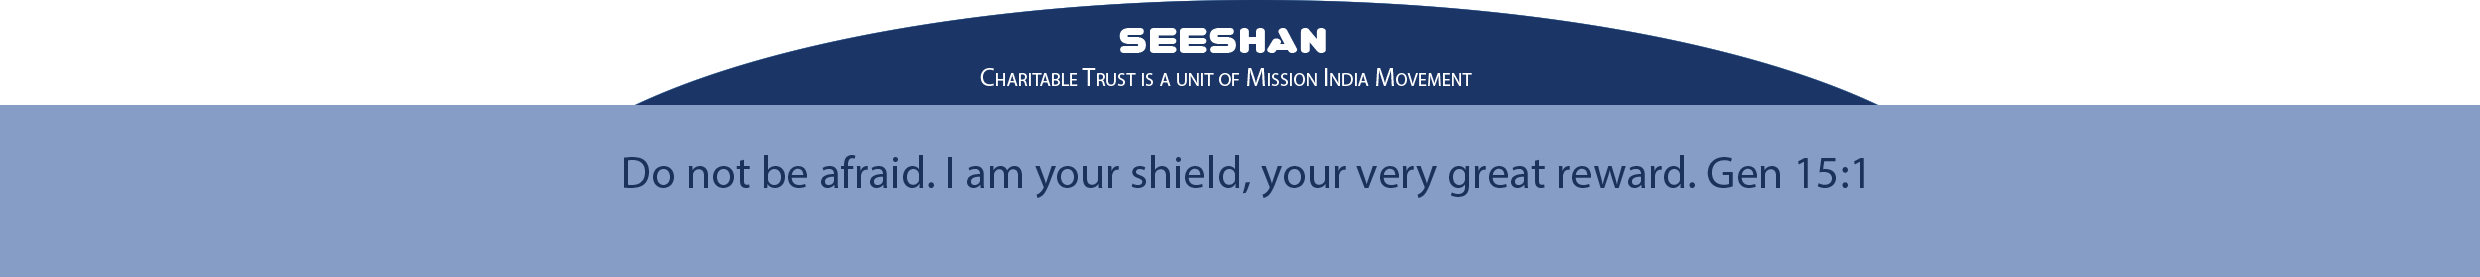 SEESHAN
Charitable Trust is a unit of Mission India Movement
Do not be afraid. I am your shield, your very great reward. Gen 15:1